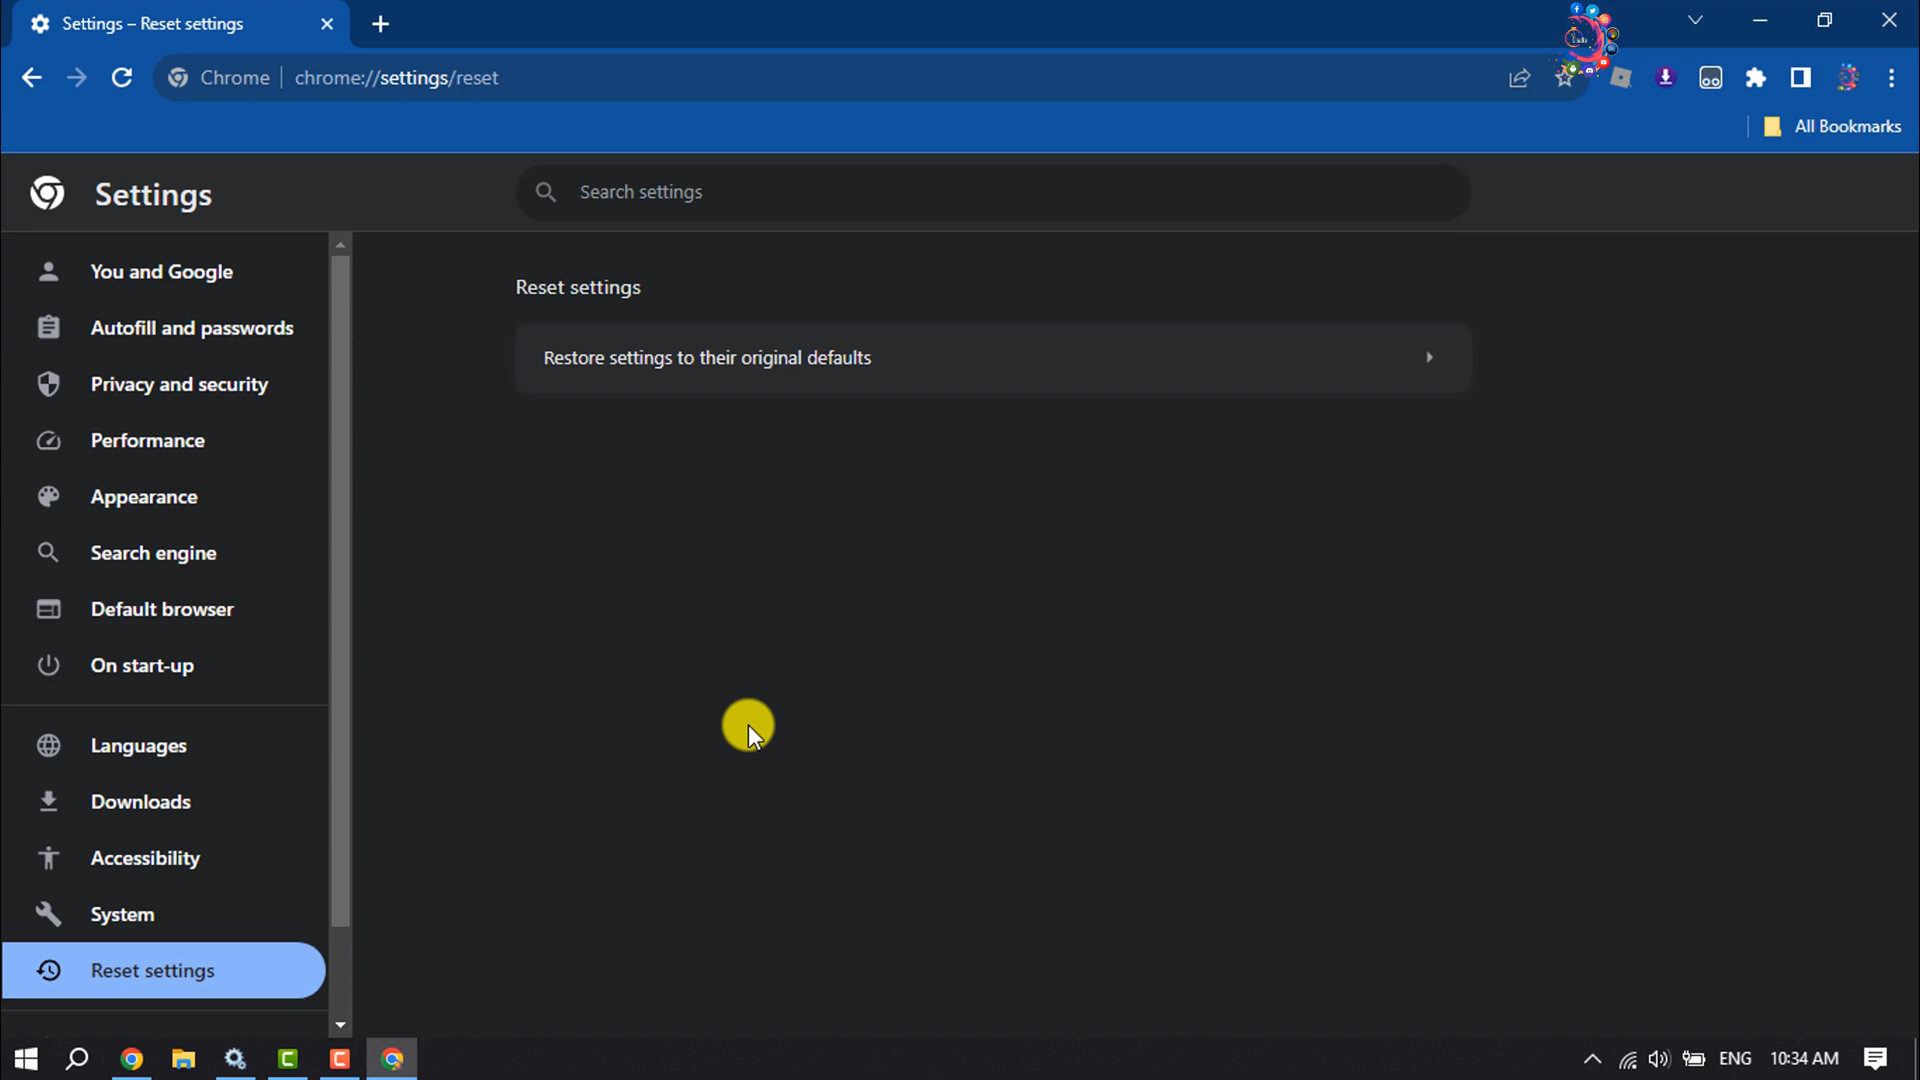 Settings – Reset settings
Chrome
chrome://settings/reset
All Bookmarks
Settings
Search settings
You and Google
Autofill and passwords
Privacy and security
Performance
Appearance
Search engine
Default browser
On start-up
Languages
Downloads
Accessibility
System
Reset settings
Reset settings
Restore settings to their original defaults
ENG
10:34 AM